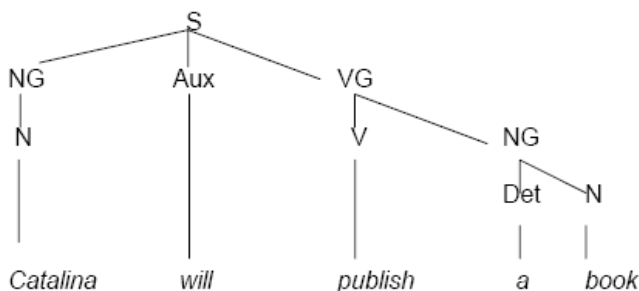 S
NG Aux VG
N V NG
Det N
Catalina will publish a book